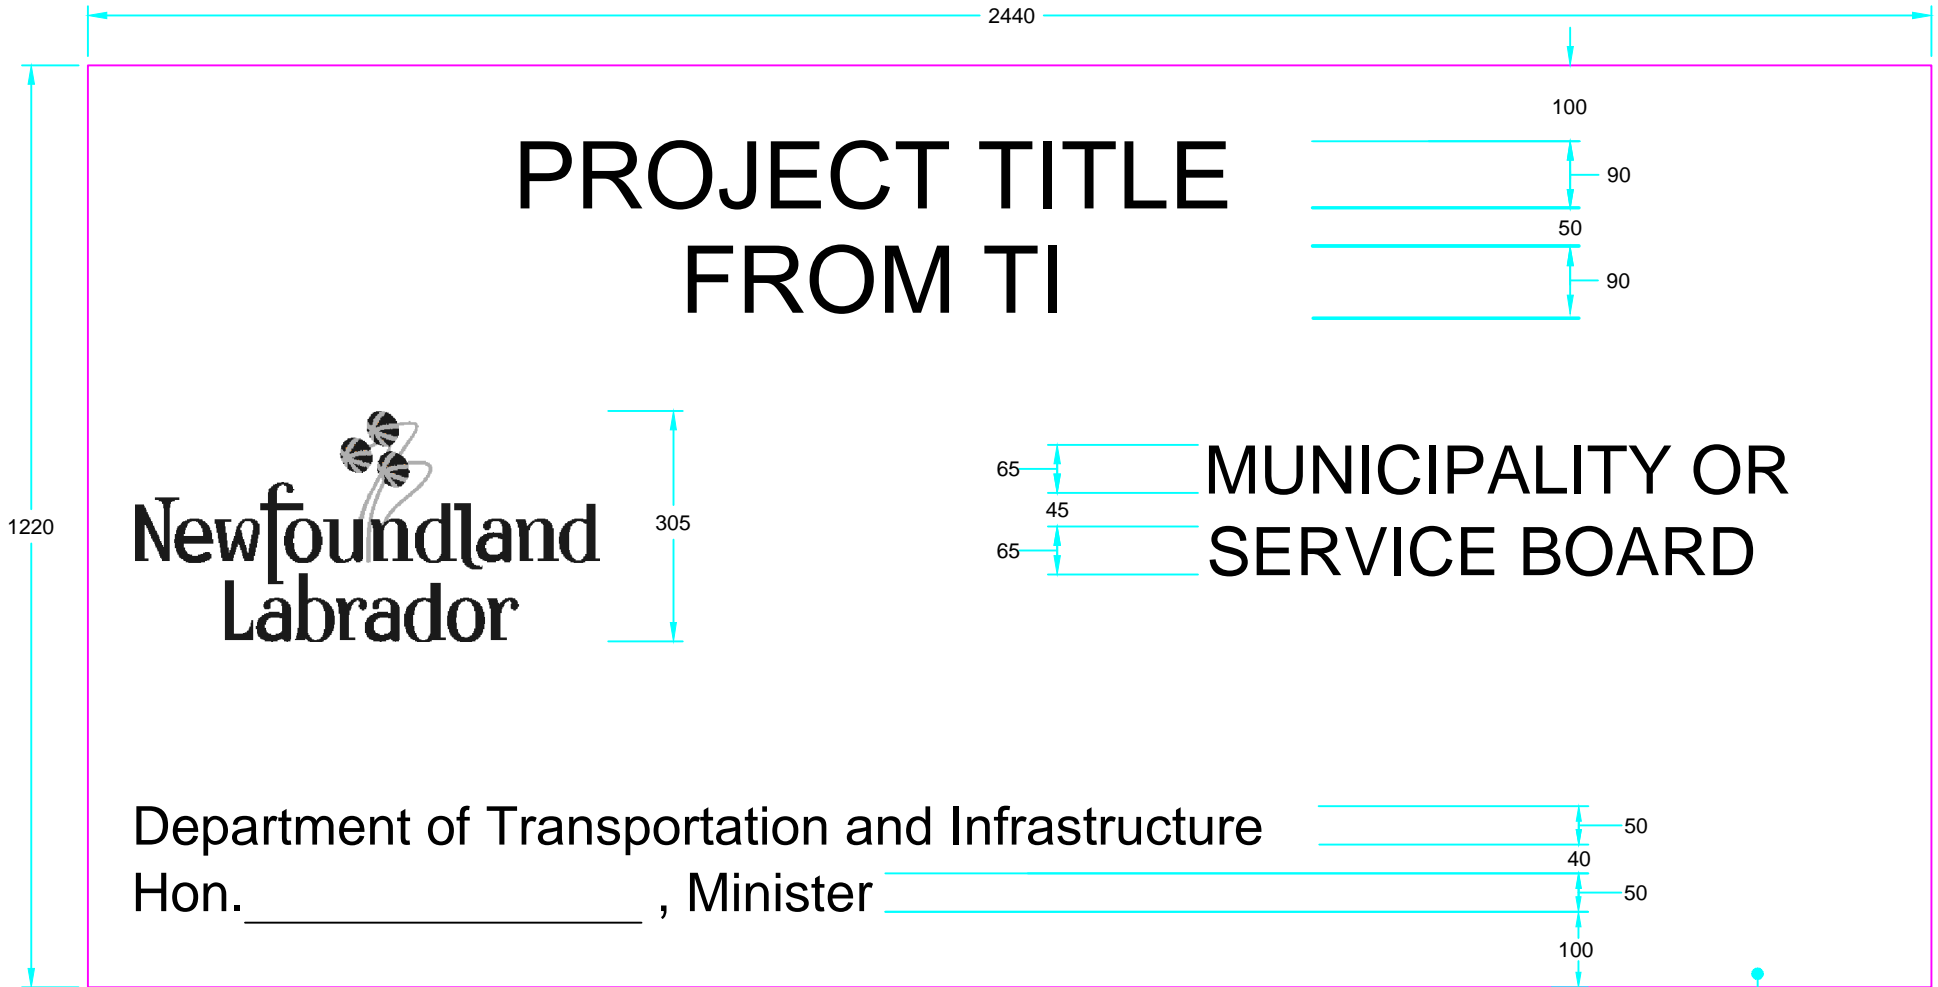 2440
100
PROJECT TITLE
90
50
FROM TI
90
1220
Newfoundland
Labrador
305
65
45
65
MUNICIPALITY OR
SERVICE BOARD
Department of Transportation and Infrastructure
50
40
Hon.________________ , Minister
50
100